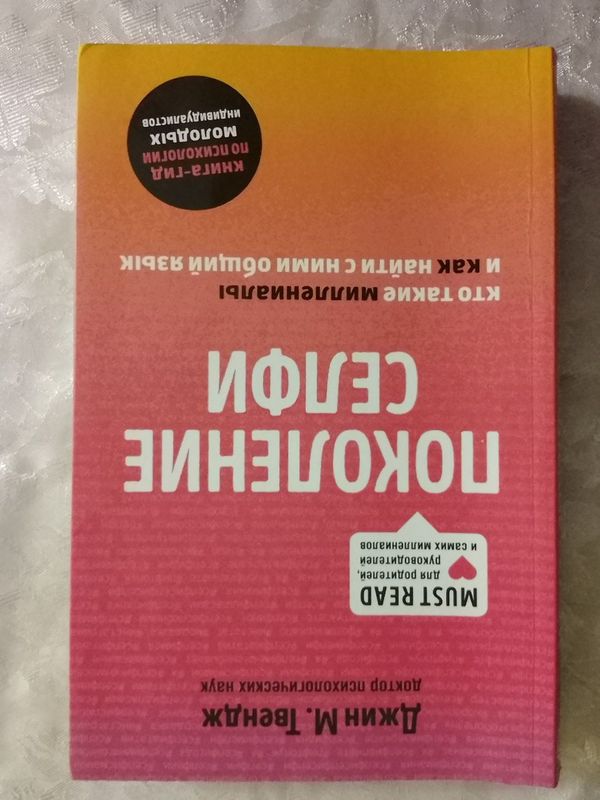 Джин М. Твендж
доктор психологических наук
MUST READ
для родителей,
руководителей
и самих миллениалов
ПОКОЛЕНИЕ
СЕЛФИ
кто такие миллениалы
и как найти с ними общий язык
книга-гид
по психологии
молодых
индивидуалистов